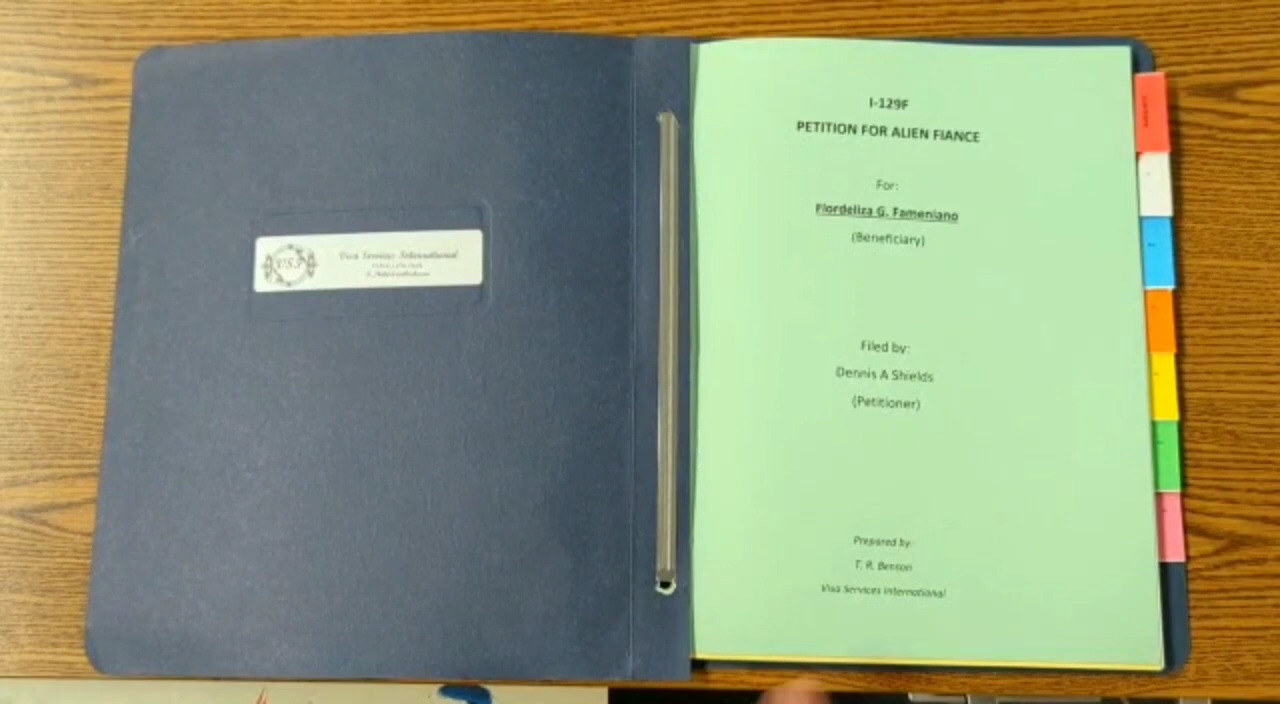 VSI
Visa Services International
I-129F
PETITION FOR ALIEN FIANCE
For:
Flordeliza G. Fameniano
(Beneficiary)
Filed by:
Dennis A Shields
(Petitioner)
Prepared by:
T. R. Benson
Visa Services International